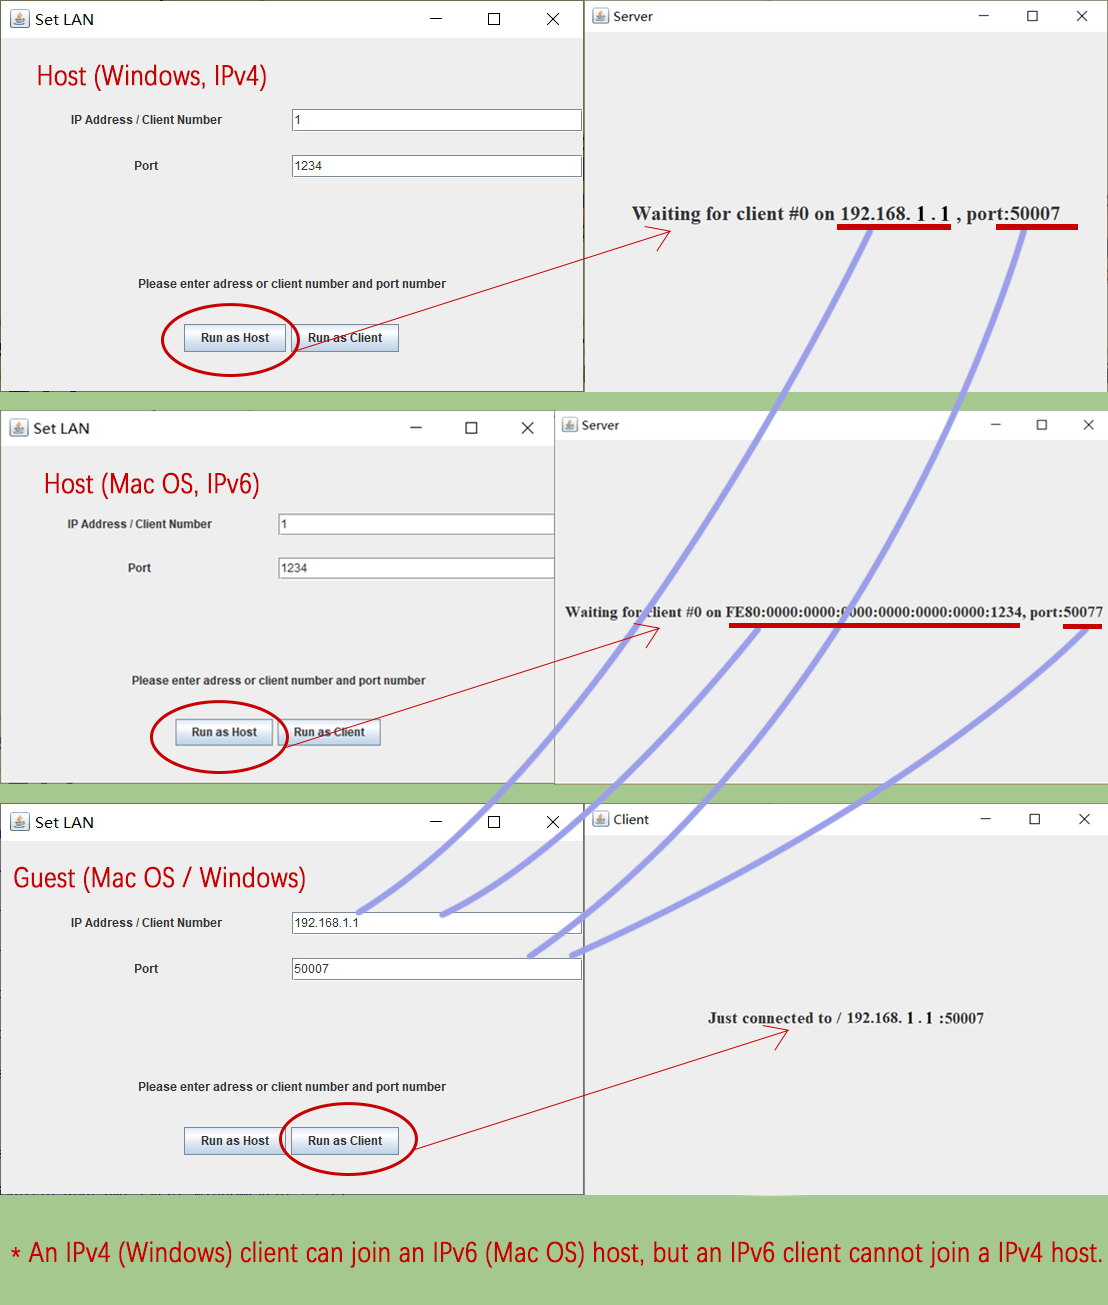 Set LAN
Host (Windows, IPv4)
IP Address / Client Number
1
Port
1234
Please enter adress or client number and port number
Run as Host
Run as Client
Server
Waiting for client #0 on 192.168. 1 . 1 , port:50007
Set LAN
Host (Mac OS, IPv6)
IP Address / Client Number
1
Port
1234
Please enter adress or client number and port number
Run as Host
Run as Client
Server
Waiting for client #0 on FE80:0000:0000:0000:0000:0000:0000:1234, port:50077
Set LAN
Guest (Mac OS / Windows)
IP Address / Client Number
192.168.1.1
Port
50007
Please enter adress or client number and port number
Run as Host
Run as Client
Client
Just connected to / 192.168. 1 . 1 :50007
* An IPv4 (Windows) client can join an IPv6 (Mac OS) host, but an IPv6 client cannot join a IPv4 host.